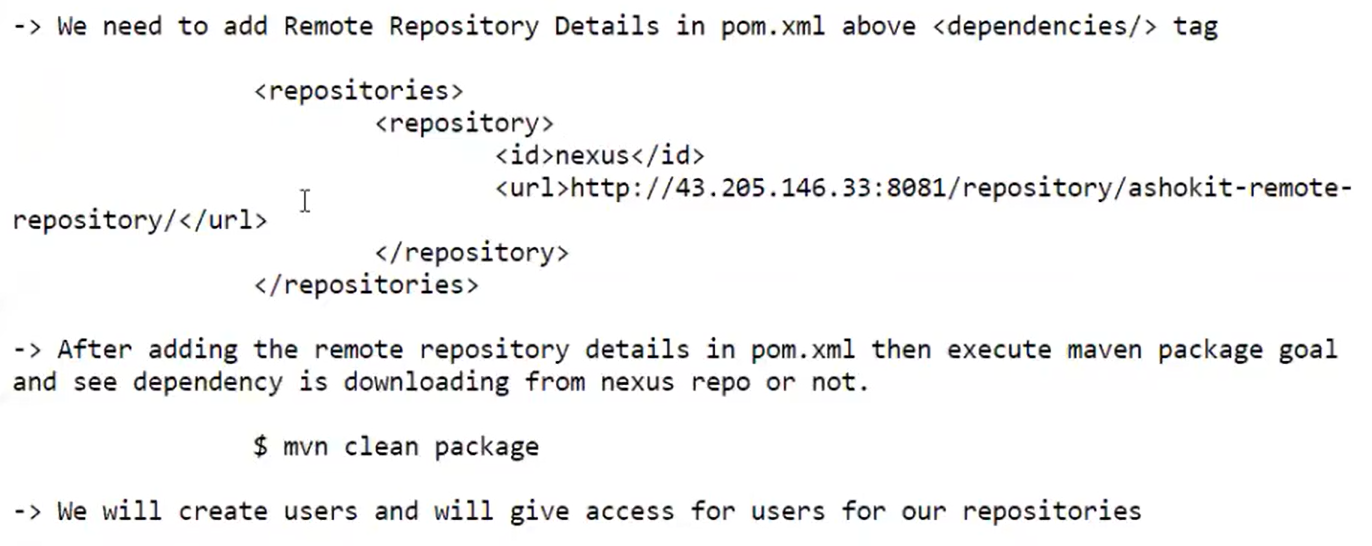 -> We need to add Remote Repository Details in pom.xml above <dependencies/> tag
<repositories>
<repository>
<id>nexus</id>
<url>http://43.205.146.33:8081/repository/ashokit-remote-
repository/</url>
</repository>
</repositories>
-> After adding the remote repository details in pom.xml then execute maven package goal
and see dependency is downloading from nexus repo or not.
$ mvn clean package
-> We will create users and will give access for users for our repositories